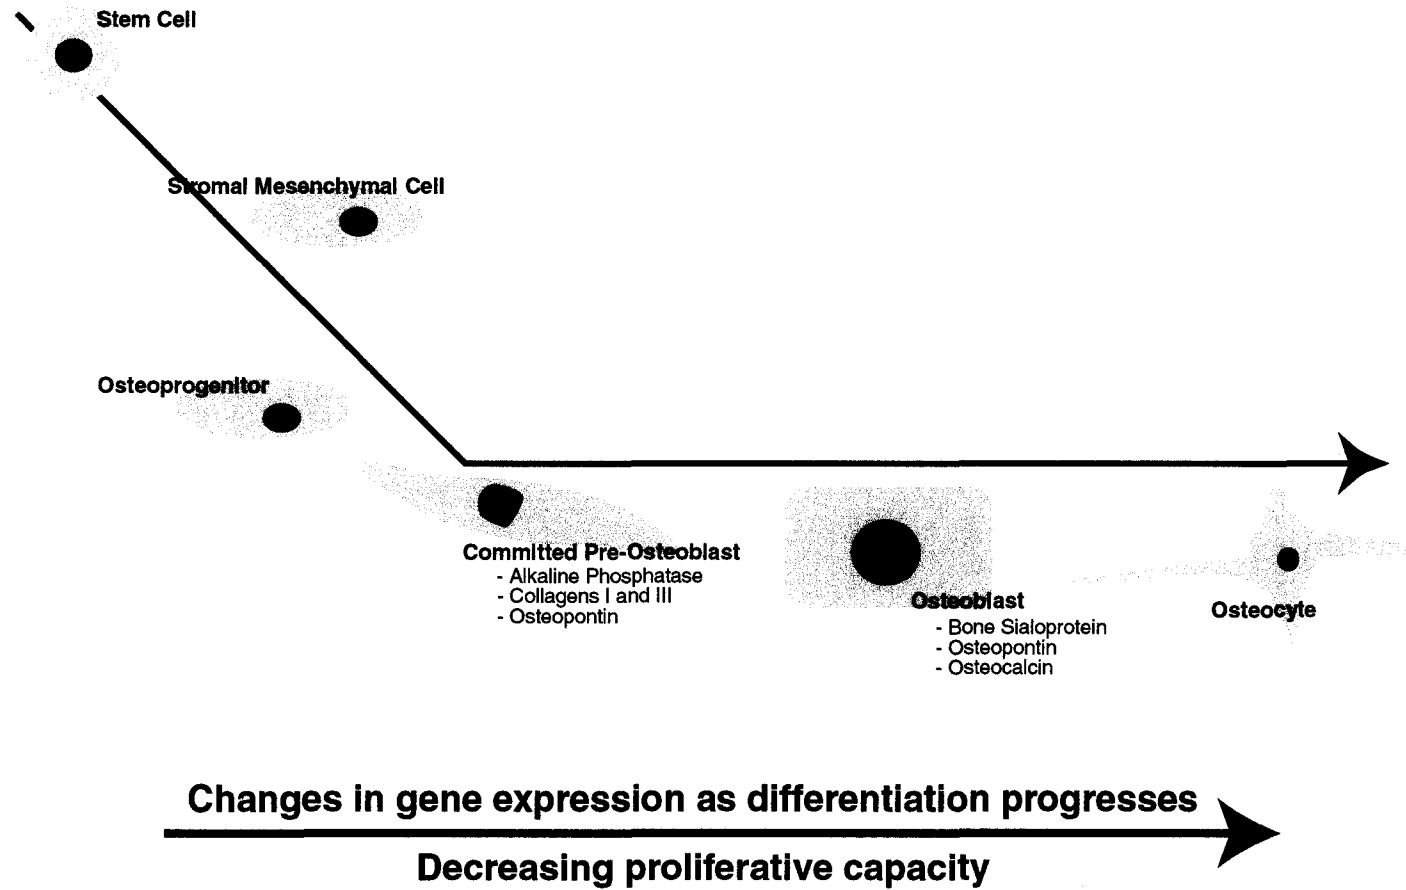 Stem Cell
Stromal Mesenchymal Cell
Osteoprogenitor
Committed Pre-Osteoblast
- Alkaline Phosphatase
- Collagens I and III
- Osteopontin
Osteoblast
- Bone Sialoprotein
- Osteopontin
- Osteocalcin
Osteocyte
Changes in gene expression as differentiation progresses
Decreasing proliferative capacity